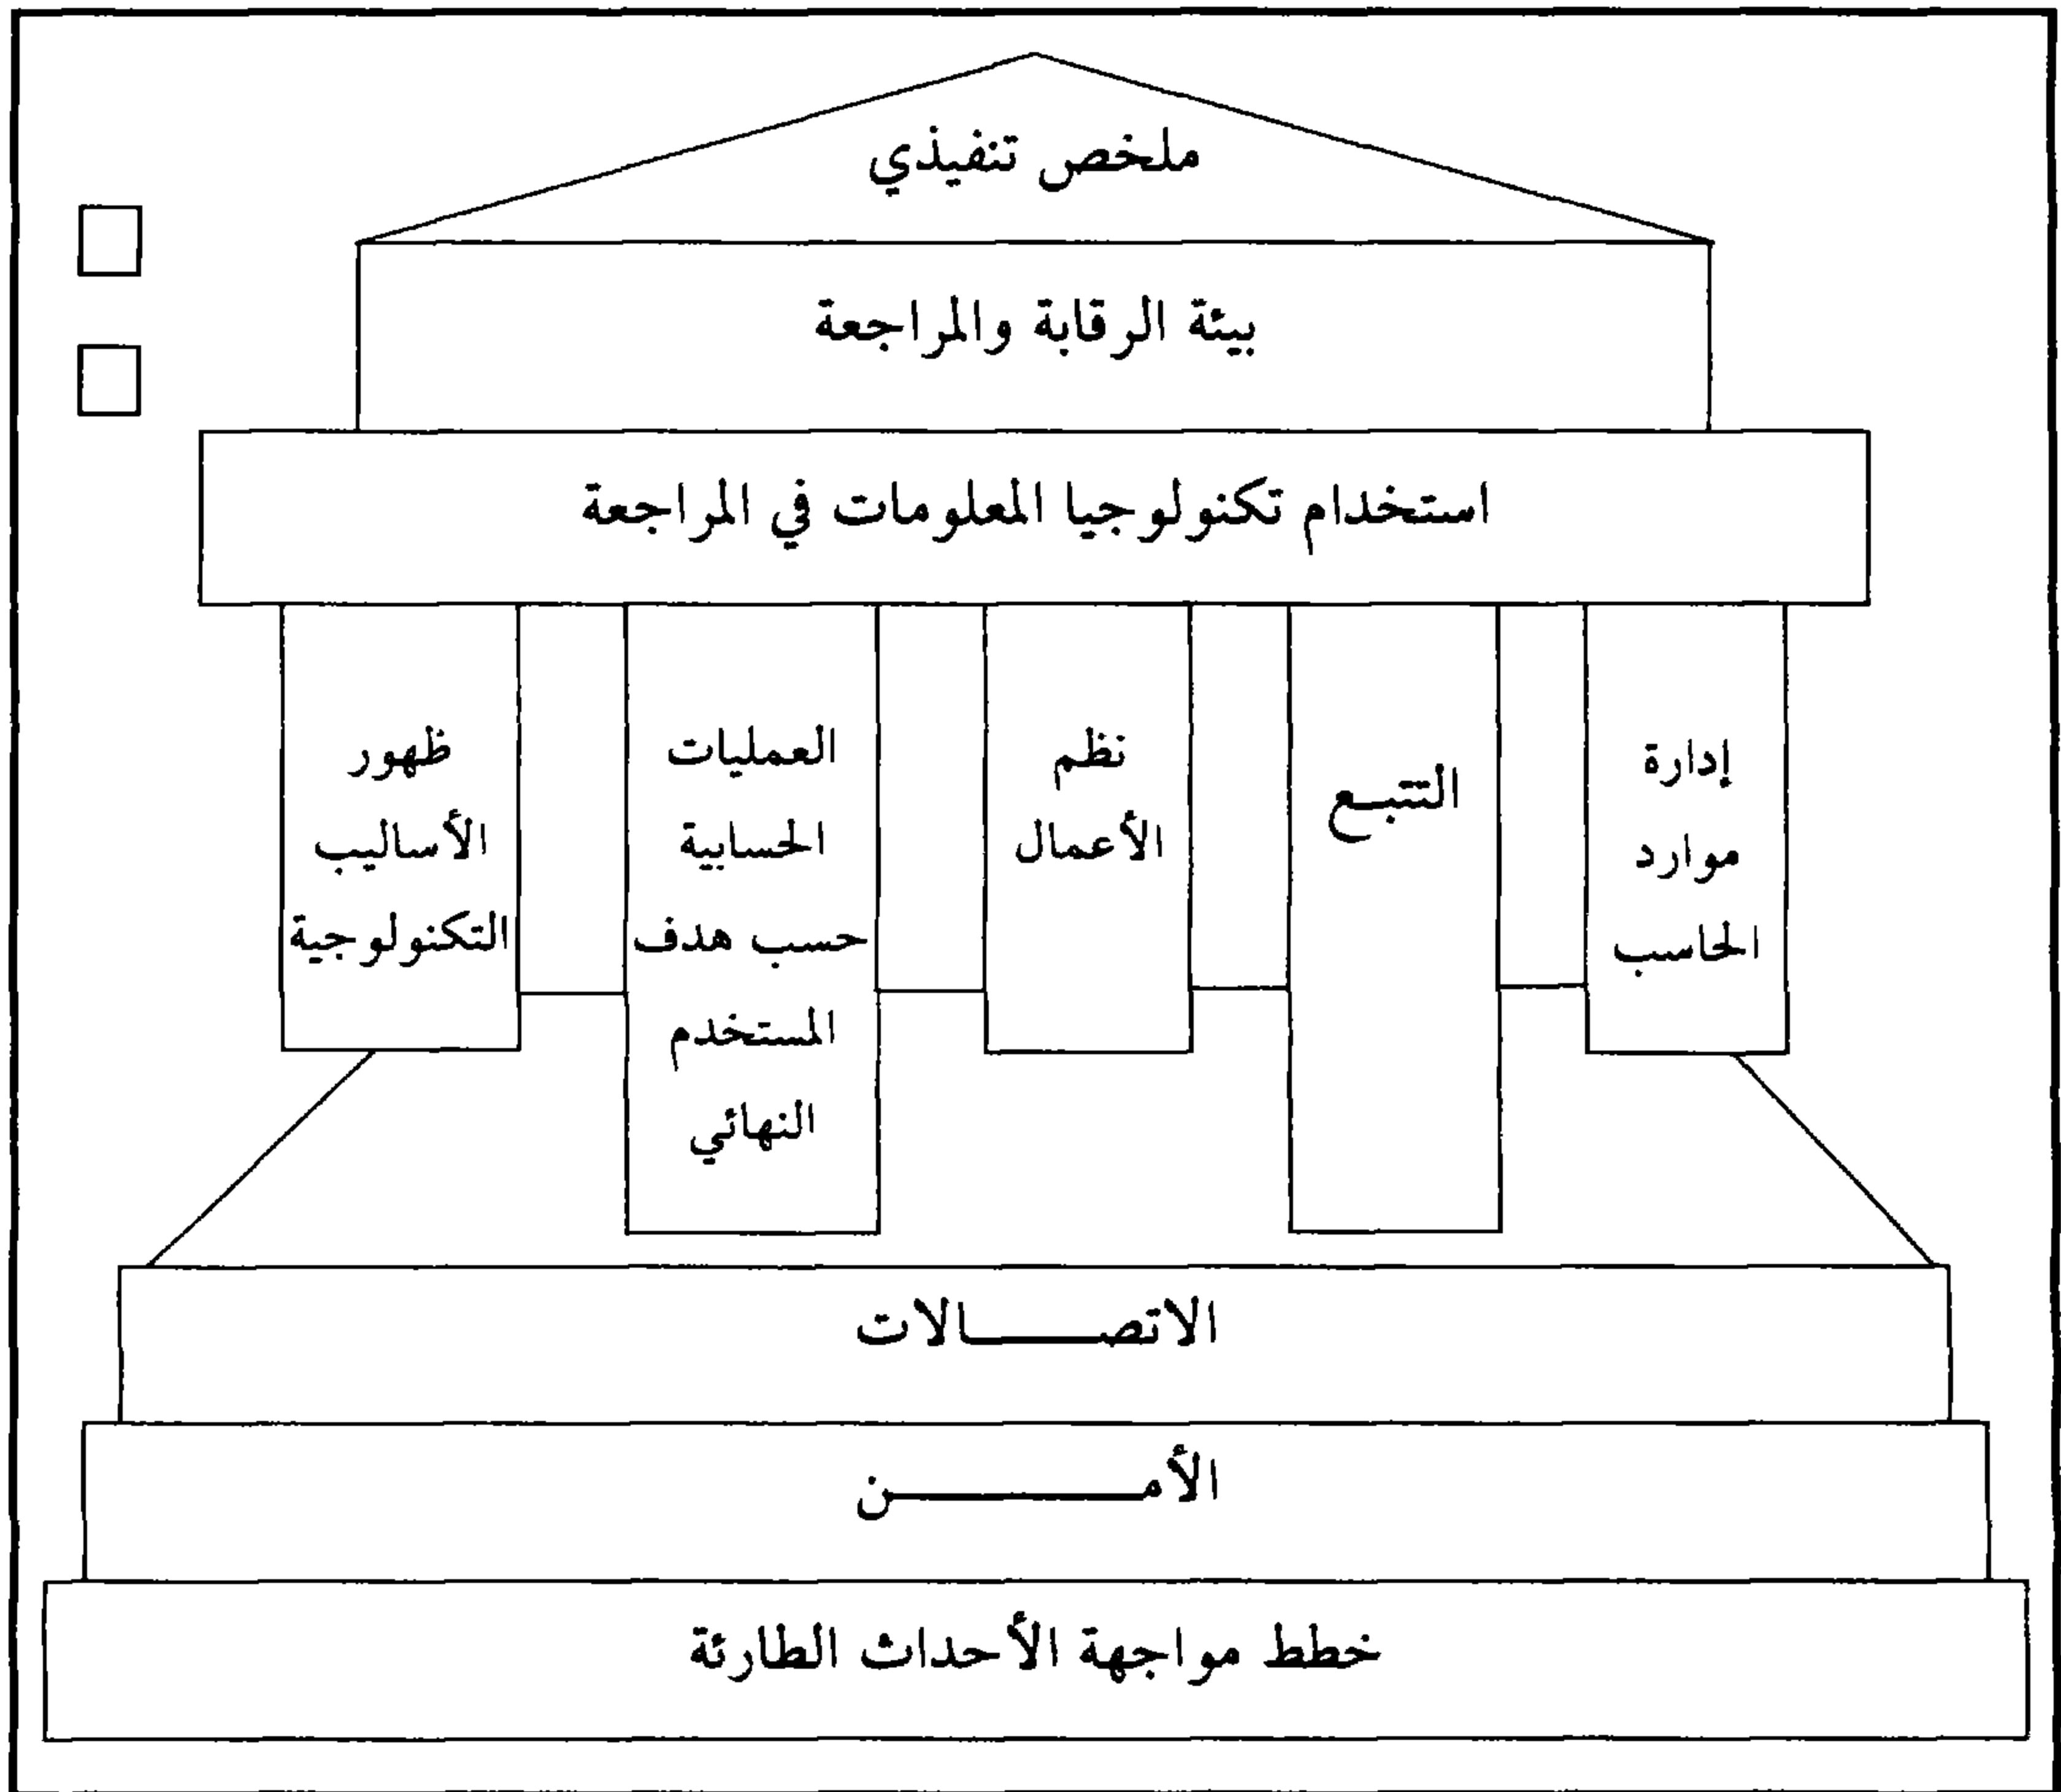 ملخص تنفيذي
بيئة الرقابة والمراجعة
استخدام تكنولوجيا المعلومات في المراجعة
إدارة
موارد
الحاسب
التتبـع
نظم
الأعمال
العمليات
الحسابية
حسب هدف
المستخدم
النهائي
ظهور
الأساليب
التكنولوجية
الاتصـــــالات
الأمـــــــــن
خطط مواجهة الأحداث الطارئة